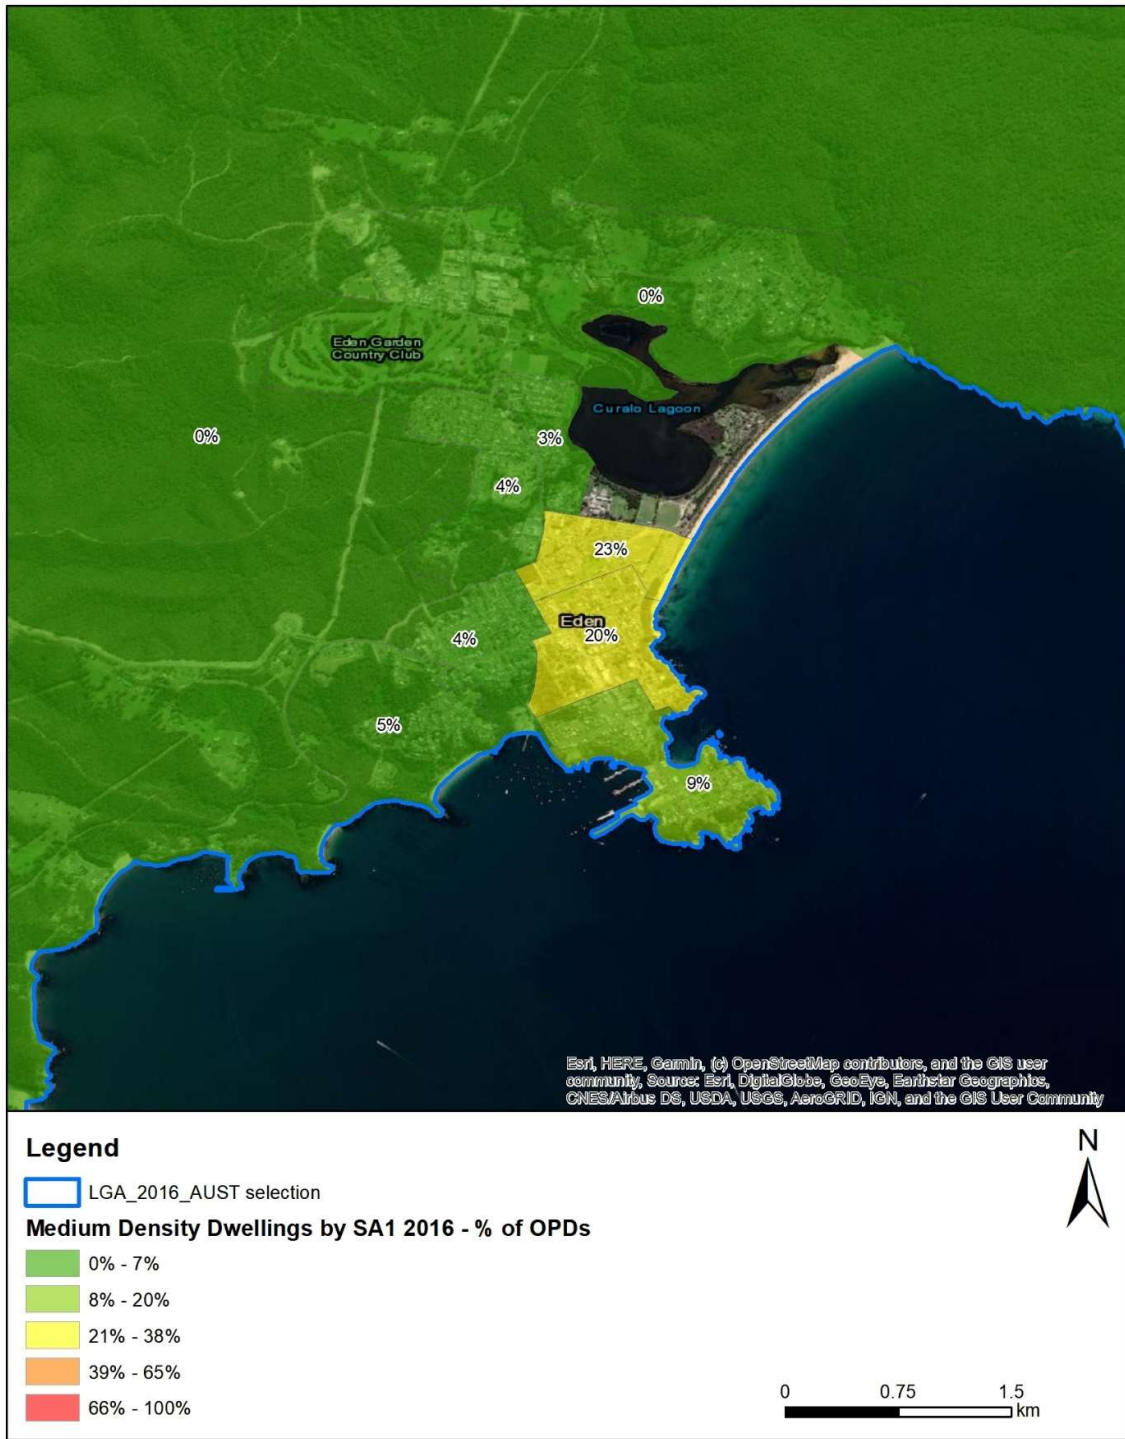 0%
Eden Garden
Country Club
Curalo Lagoon
0%
3%
4%
23%
Eden
20%
4%
5%
9%
Esri, HERE, Garmin, (c) OpenStreetMap contributors, and the GIS user
community, Source: Esri, DigitalGlobe, GeoEye, Earthstar Geographics,
CNES/Airbus DS, USDA, USGS, AeroGRID, IGN, and the GIS User Community
Legend
N
LGA_2016_AUST selection
Medium Density Dwellings by SA1 2016 - % of OPDs
0% - 7%
8% - 20%
21% - 38%
39% - 65%
66% - 100%
0 0.75 1.5
km